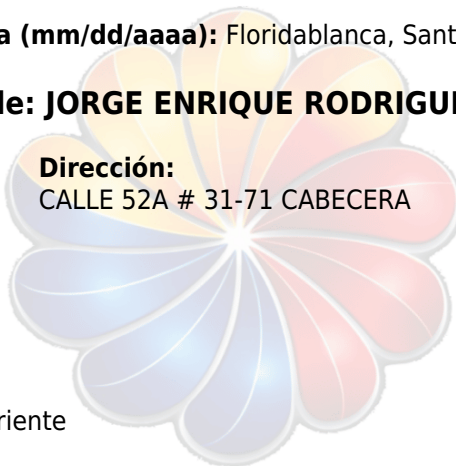 a (mm/dd/aaaa): Floridablanca, Sant
le: JORGE ENRIQUE RODRIGU
Dirección:
CALLE 52A # 31-71 CABECERA
riente